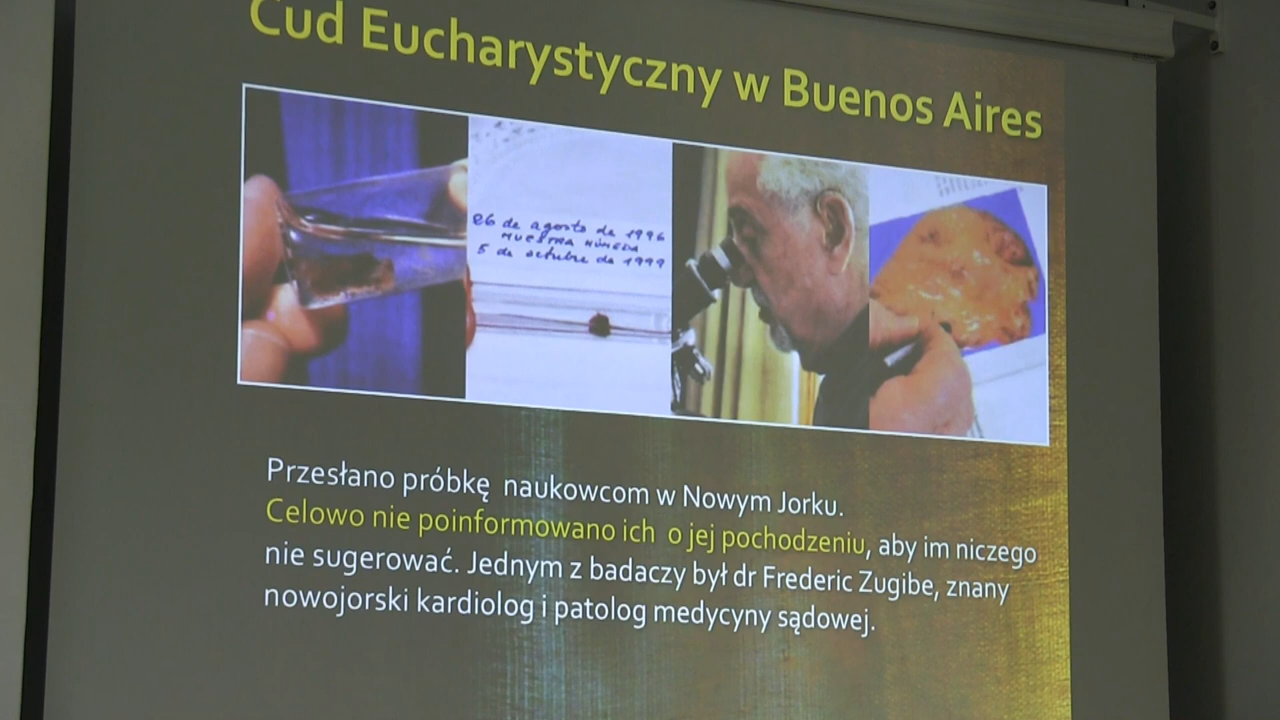 Cud Eucharystyczny w Buenos Aires
26 de agosto de 1996
MUESTRA HÚMEDA
5 de octubre de 1999
Przesłano próbkę naukowcom w Nowym Jorku.
Celowo nie poinformowano ich o jej pochodzeniu, aby im niczego
nie sugerować. Jednym z badaczy był dr Frederic Zugibe, znany
nowojorski kardiolog i patolog medycyny sądowej.